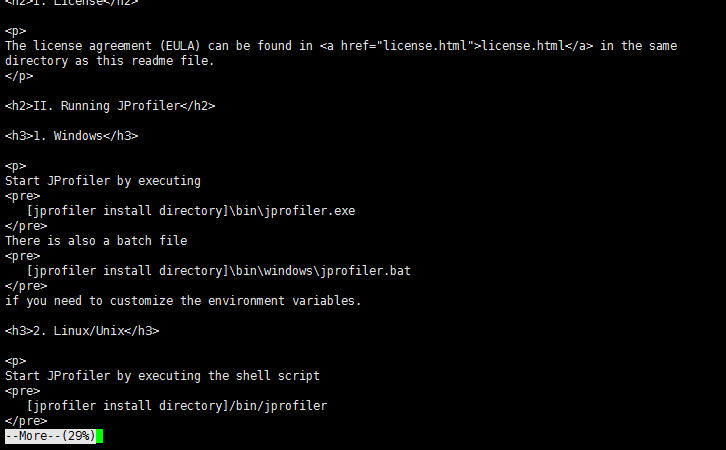 <h2>I. License</h2>
<p>
The license agreement (EULA) can be found in <a href="license.html">license.html</a> in the same
directory as this readme file.
</p>
<h2>II. Running JProfiler</h2>
<h3>1. Windows</h3>
<p>
Start JProfiler by executing
<pre>
   [jprofiler install directory]\bin\jprofiler.exe
</pre>
There is also a batch file
<pre>
   [jprofiler install directory]\bin\windows\jprofiler.bat
</pre>
if you need to customize the environment variables.
<h3>2. Linux/Unix</h3>
<p>
Start JProfiler by executing the shell script
<pre>
   [jprofiler install directory]/bin/jprofiler
</pre>
--More--(29%)